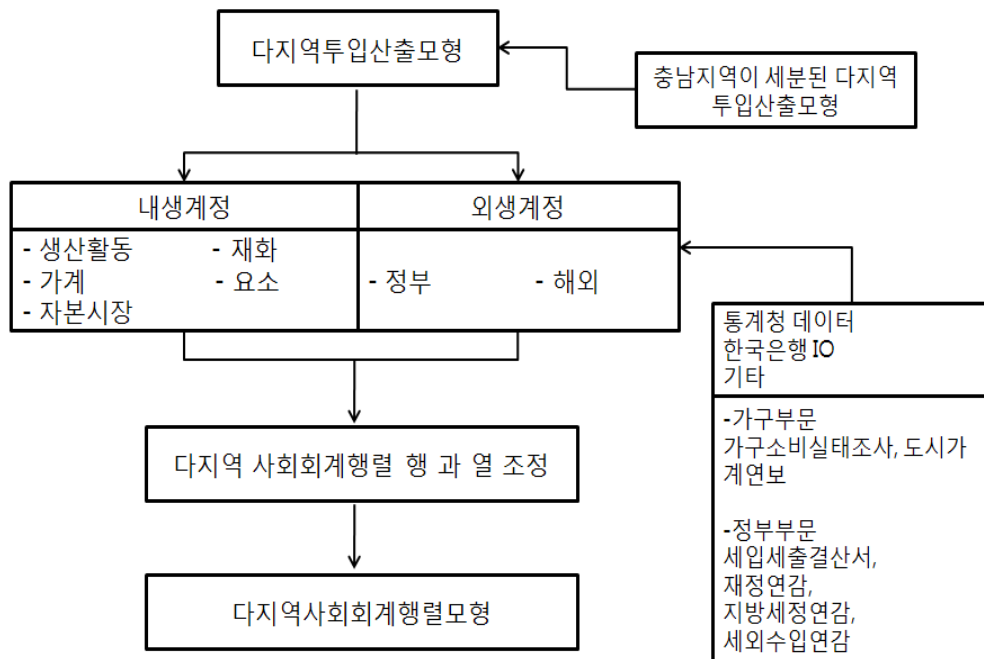 다지역투입산출모형
충남지역이 세분된 다지역
투입산출모형
내생계정
외생계정
- 생산활동 - 재화
- 가계 - 요소
- 자본시장
- 정부 - 해외
통계청 데이터
한국은행 IO
기타
-가구부문
가구소비실태조사, 도시가
계연보
-정부부문
세입세출결산서,
재정연감,
지방세정연감,
세외수입연감
다지역 사회회계행렬 행 과 열 조정
다지역사회회계행렬모형